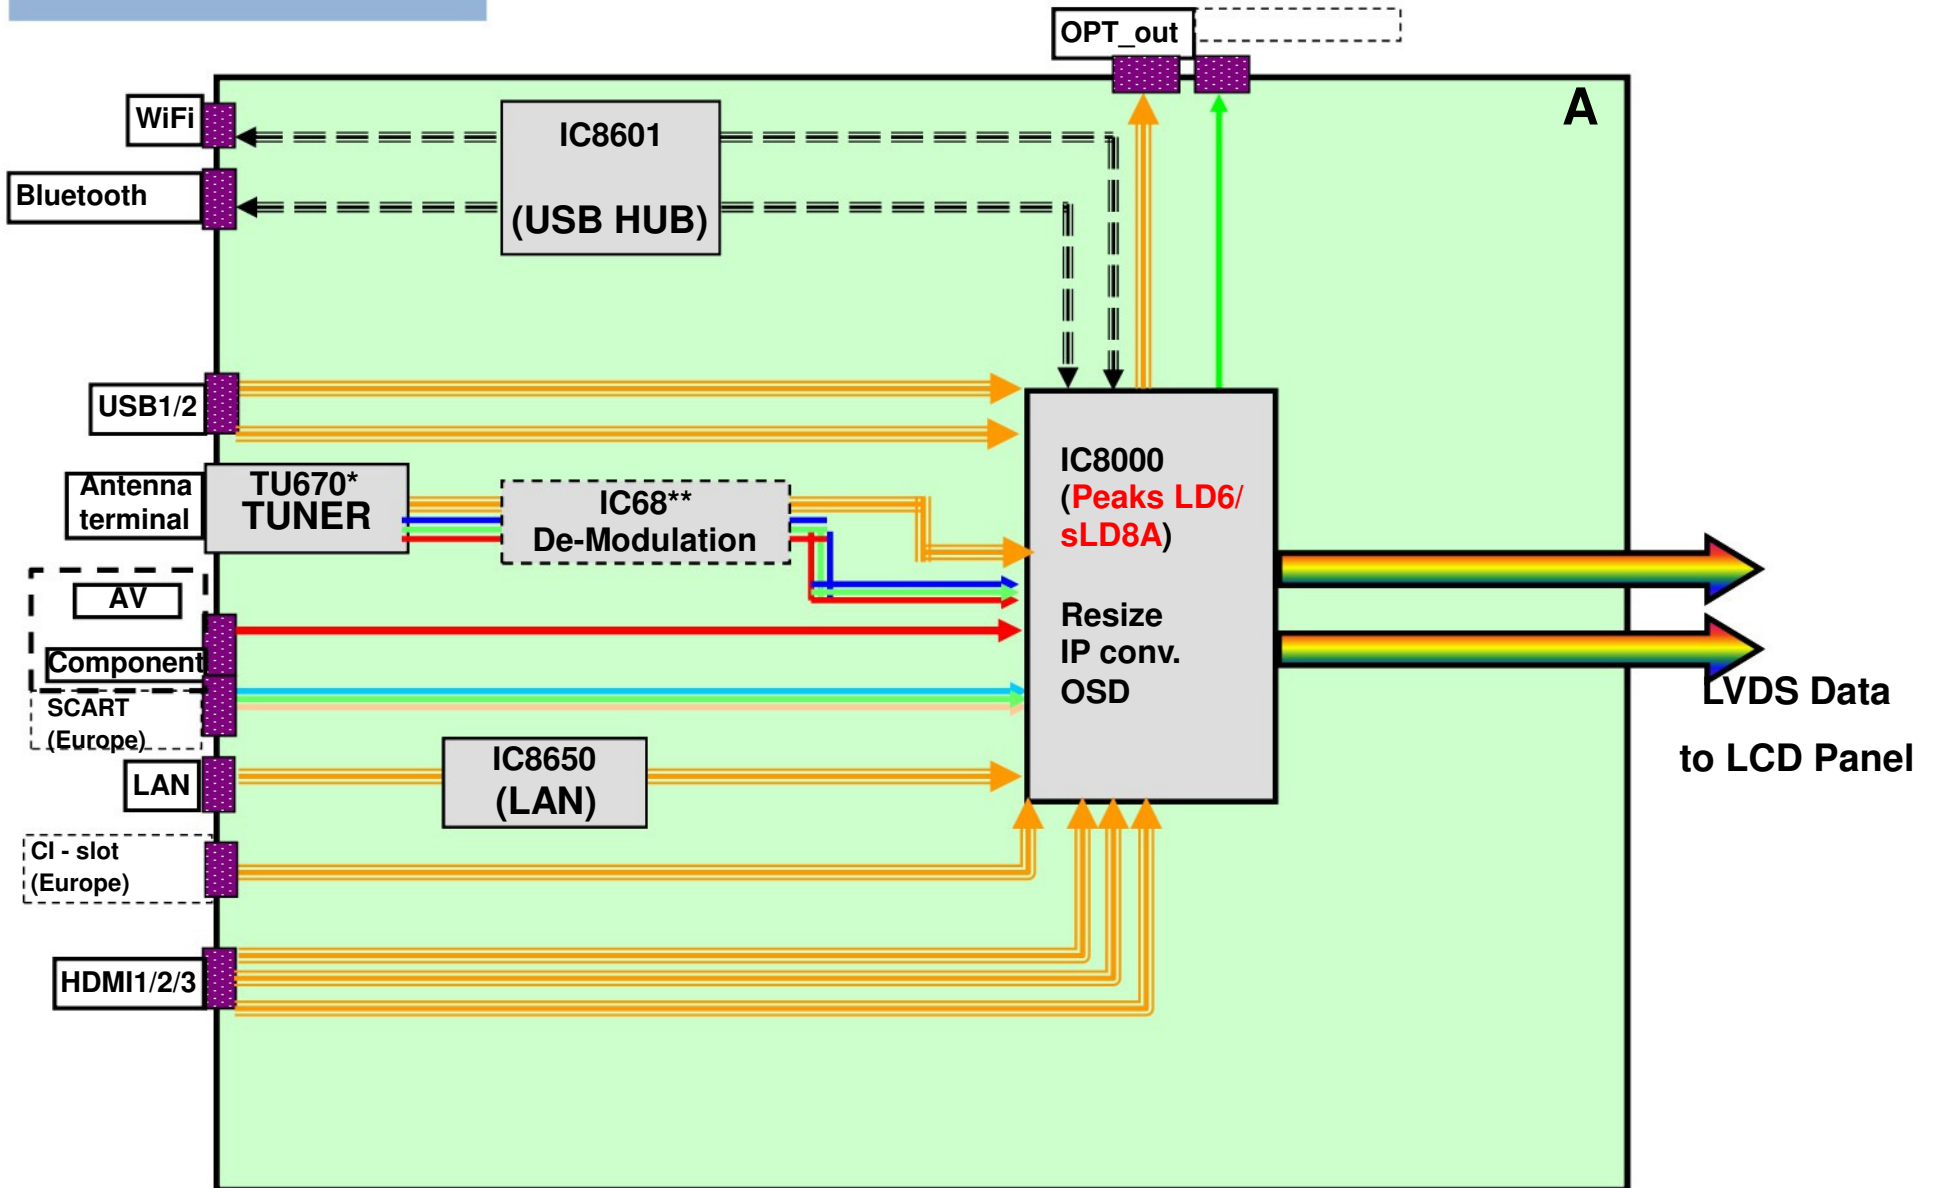 OPT_out
A
WiFi
IC8601
(USB HUB)
Bluetooth
USB1/2
Antenna
terminal
TU670*
TUNER
IC68**
De-Modulation
IC8000
(Peaks LD6/
sLD8A)
Resize
IP conv.
OSD
AV
Component
SCART
(Europe)
LVDS Data
to LCD Panel
LAN
IC8650
(LAN)
CI - slot
(Europe)
HDMI1/2/3